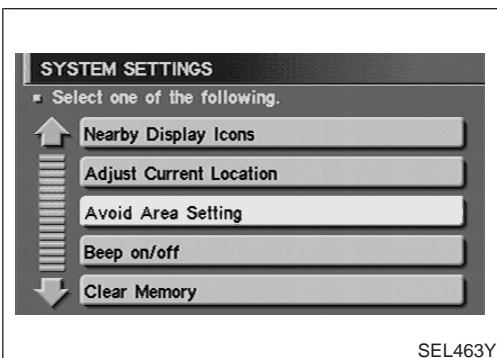 SYSTEM SETTINGS
Select one of the following.
Nearby Display Icons
Adjust Current Location
Avoid Area Setting
Beep on/off
Clear Memory
SEL463Y